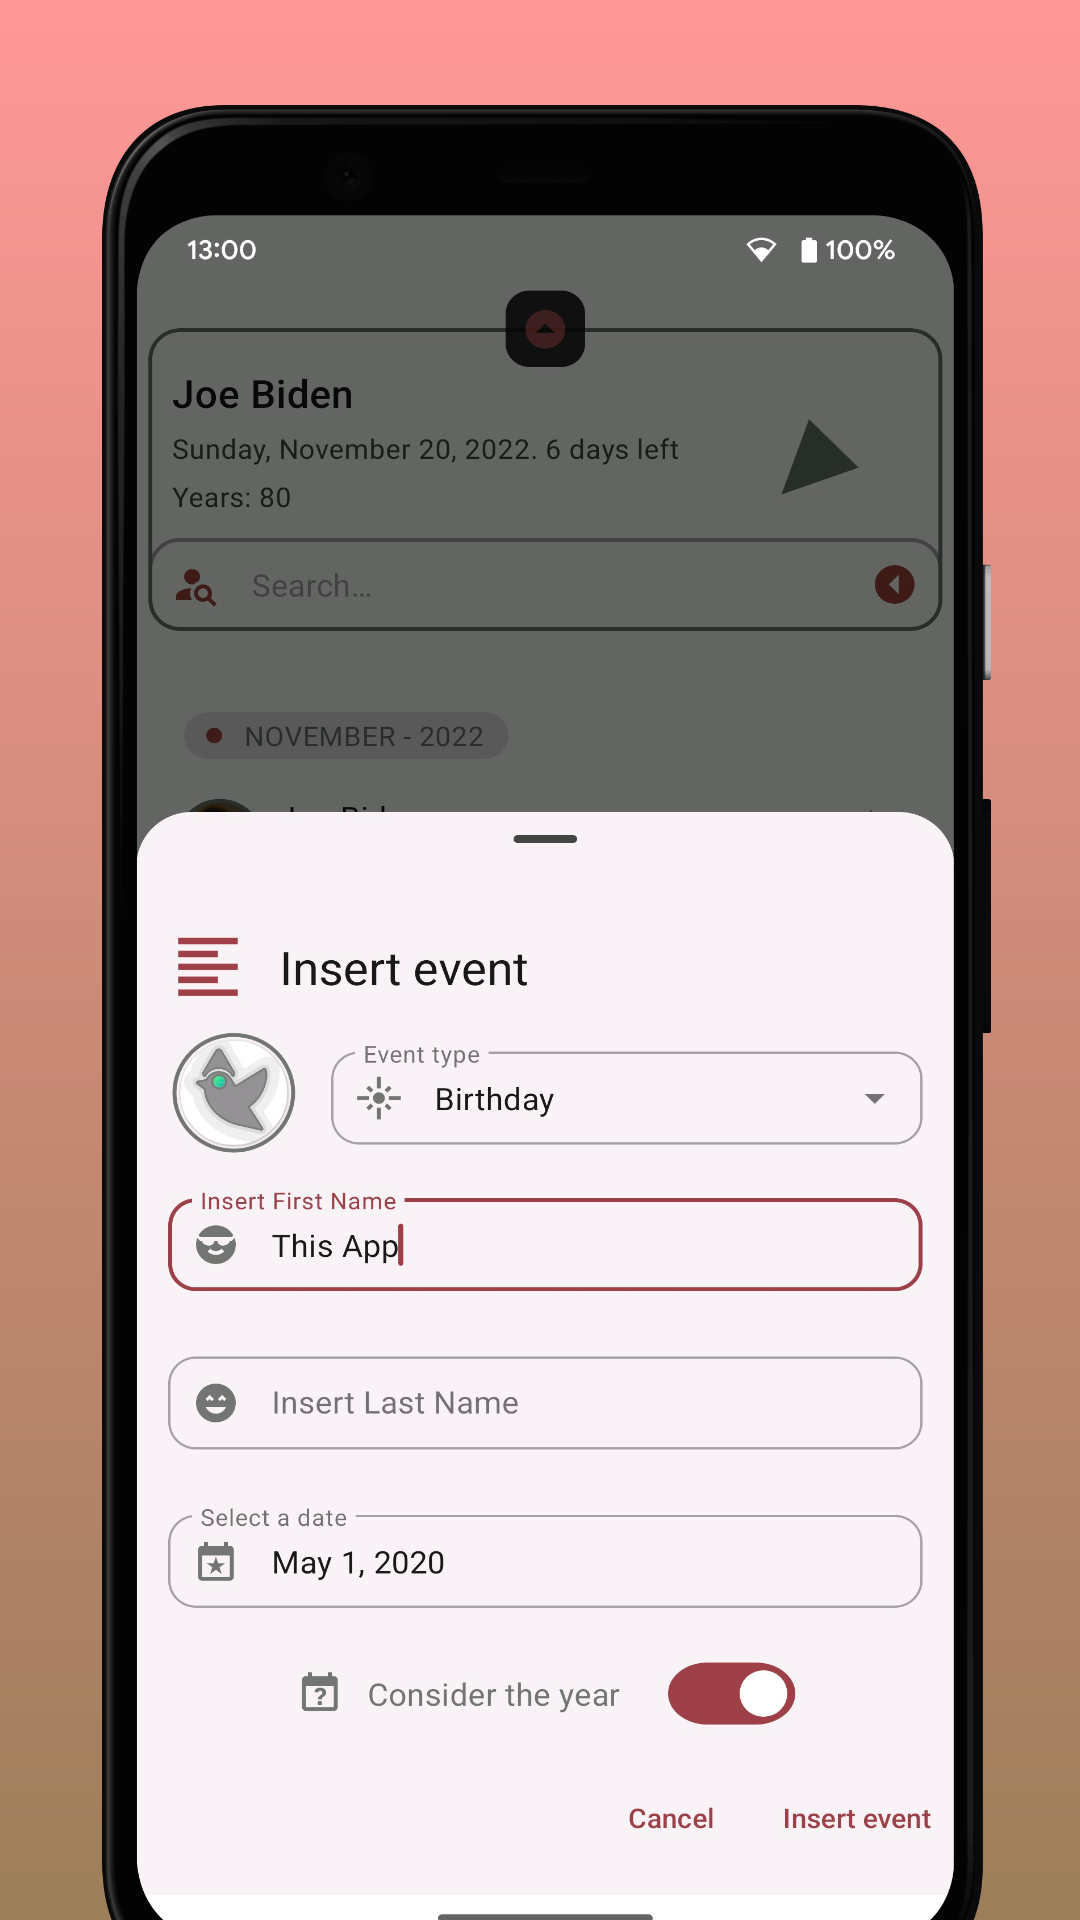 13:00
100%
Joe Biden
Sunday, November 20, 2022. 6 days left
Years: 80
Search...
NOVEMBER - 2022
Insert event
Event type
Birthday
Insert First Name
This App
Insert Last Name
Select a date
May 1, 2020
Consider the year
Cancel
Insert event